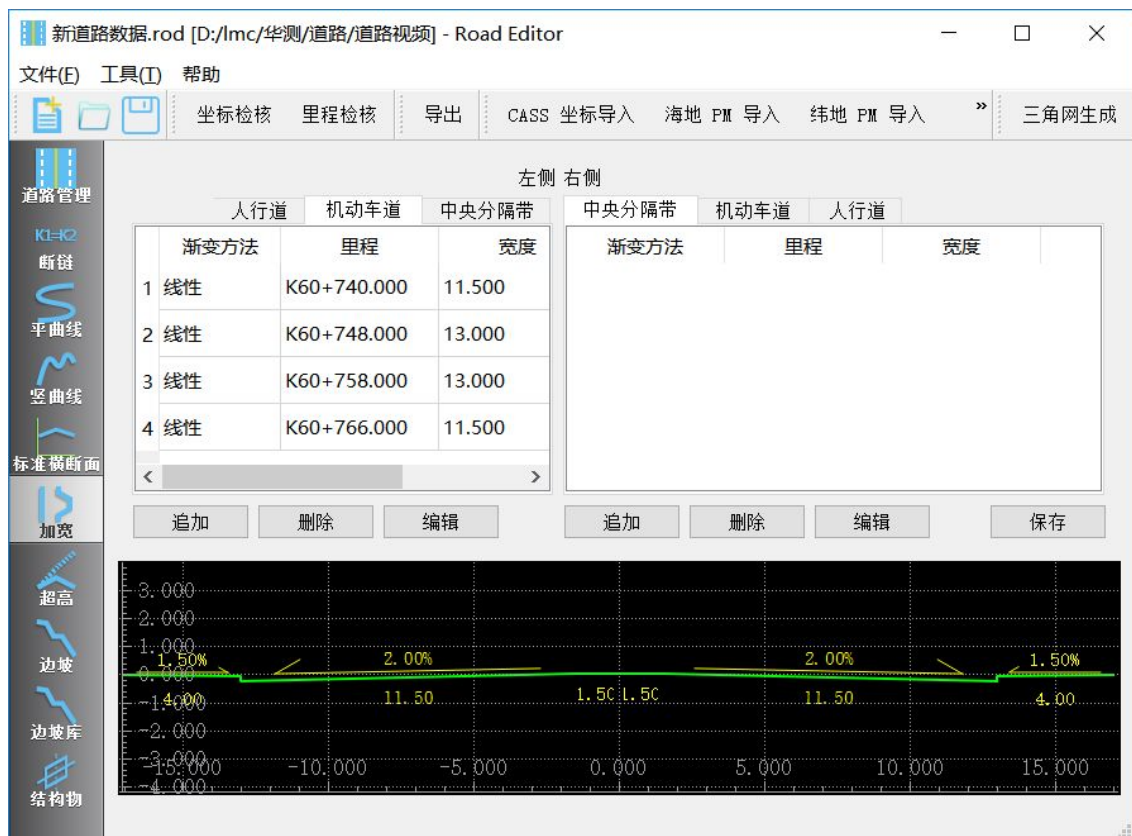 新道路数据.rod [D:/lmc/华测/道路/道路视频] - Road Editor
文件(F) 工具(T) 帮助
坐标检核 里程检核 导出 CASS 坐标导入 海地 PM 导入 纬地 PM 导入 » 三角网生成
道路管理
K1=K2
断链
平曲线
竖曲线
标准横断面
加宽
超高
边坡
边坡库
结构物
左侧 右侧
人行道 机动车道 中央分隔带
渐变方法 里程 宽度
1 线性 K60+740.000 11.500
2 线性 K60+748.000 13.000
3 线性 K60+758.000 13.000
4 线性 K60+766.000 11.500
追加 删除 编辑
中央分隔带 机动车道 人行道
渐变方法 里程 宽度
追加 删除 编辑 保存
3.000
2.000
1.000
1.50% 2.00% 2.00% 1.50%
0.000
4.00 11.50 1.50 1.50 11.50 4.00
-1.000
-2.000
-3.000
-15.000 -10.000 -5.000 0.000 5.000 10.000 15.000
-4.000